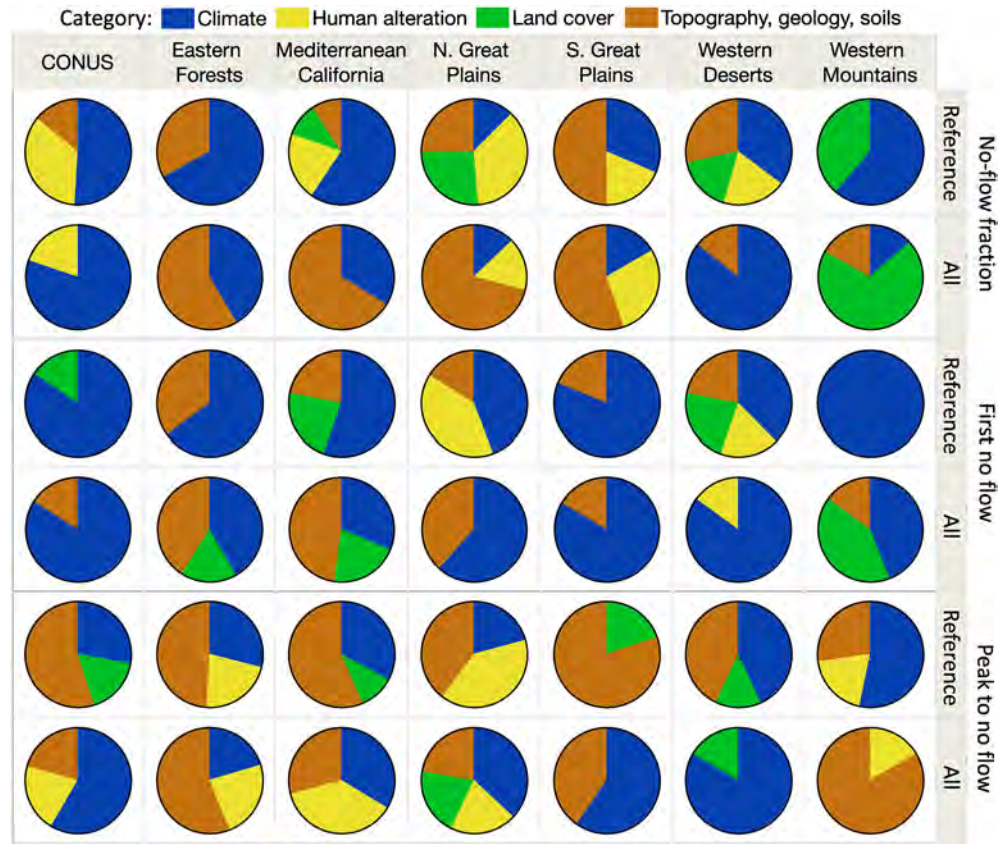 Category: Climate Human alteration Land cover Topography, geology, soils
CONUS
Eastern
Forests
Mediterranean
California
N. Great
Plains
S. Great
Plains
Western
Deserts
Western
Mountains
No-flow fraction
Reference
All
First no flow
Reference
All
Peak to no flow
Reference
All